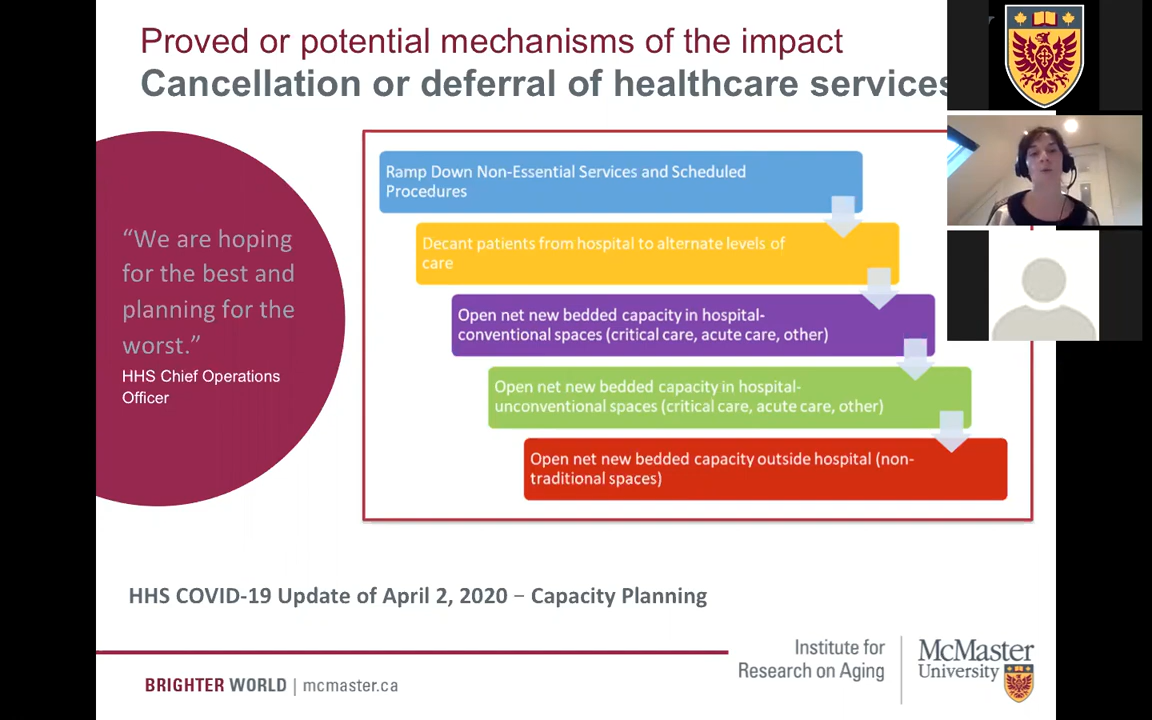 Proved or potential mechanisms of the impact
Cancellation or deferral of healthcare services
“We are hoping
for the best and
planning for the
worst.”
HHS Chief Operations
Officer
Ramp Down Non-Essential Services and Scheduled
Procedures
Decant patients from hospital to alternate levels of
care
Open net new bedded capacity in hospital-
conventional spaces (critical care, acute care, other)
Open net new bedded capacity in hospital-
unconventional spaces (critical care, acute care, other)
Open net new bedded capacity outside hospital (non-
traditional spaces)
HHS COVID-19 Update of April 2, 2020 – Capacity Planning
BRIGHTER WORLD | mcmaster.ca
Institute for
Research on Aging
McMaster
University